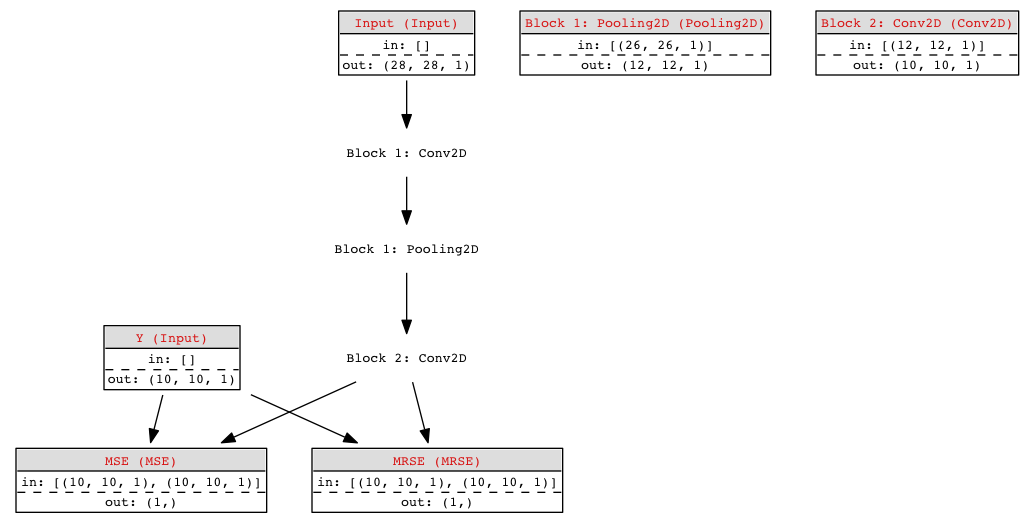 Input (Input)
in: []
out: (28, 28, 1)
Block 1: Pooling2D (Pooling2D)
in: [(26, 26, 1)]
out: (12, 12, 1)
Block 2: Conv2D (Conv2D)
in: [(12, 12, 1)]
out: (10, 10, 1)
Block 1: Conv2D
Block 1: Pooling2D
Y (Input)
in: []
out: (10, 10, 1)
Block 2: Conv2D
MSE (MSE)
in: [(10, 10, 1), (10, 10, 1)]
out: (1,)
MRSE (MRSE)
in: [(10, 10, 1), (10, 10, 1)]
out: (1,)